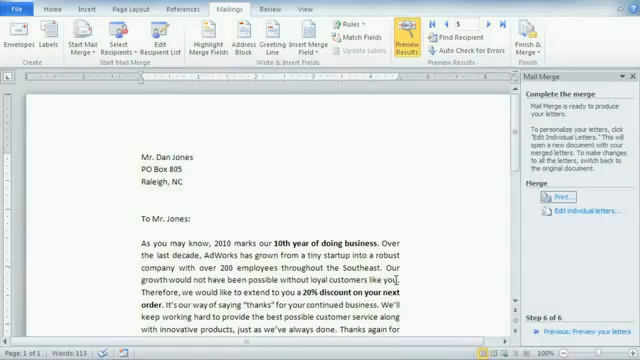 File Home Insert Page Layout References Mailings Review View
Envelopes Labels Start Mail Merge Select Recipients Edit Recipient List Highlight Merge Fields Address Block Greeting Line Insert Merge Field Rules Match Fields Update Labels Preview Results 5 Find Recipient Auto Check for Errors Finish & Merge
Create Start Mail Merge Write & Insert Fields Preview Results Finish
Mail Merge
Complete the merge
Mail Merge is ready to produce
your letters.
To personalize your letters, click
"Edit Individual Letters." This
will open a new document with
your merged letters. To make
changes to all the letters, switch
back to the original document.
Merge
Print...
Edit individual letters...
Step 6 of 6
Previous: Preview your letters
Mr. Dan Jones
PO Box 805
Raleigh, NC
To Mr. Jones:
As you may know, 2010 marks our 10th year of doing business. Over
the last decade, AdWorks has grown from a tiny startup into a robust
company with over 200 employees throughout the Southeast. Our
growth would not have been possible without loyal customers like you.
Therefore, we would like to extend to you a 20% discount on your next
order. It's our way of saying "thanks" for your continued business. We'll
keep working hard to provide the best possible customer service along
with innovative products, just as we've always done. Thanks again for
Page: 1 of 1 Words: 113 100%